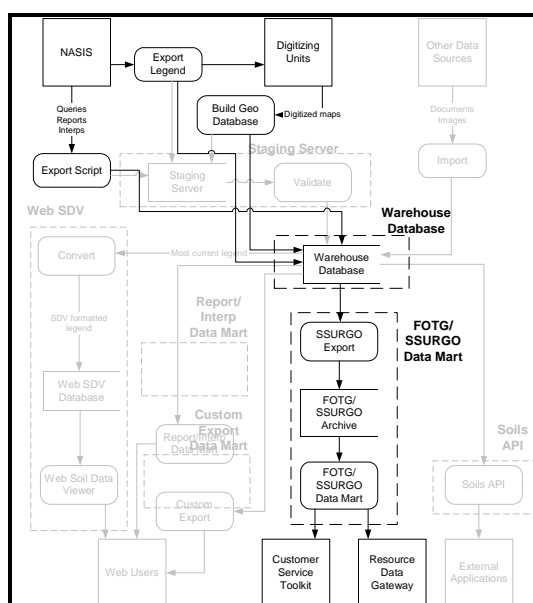 NASIS
Export
Legend
Digitizing
Units
Other Data
Sources
Queries
Reports
Interps
Build Geo
Database
Digitized maps
Documents
Images
Staging Server
Export Script
Staging
Server
Validate
Import
Web SDV
Warehouse
Database
Convert
Most current legend
Warehouse
Database
Report/
Interp
Data Mart
SDV formatted
legend
SSURGO
Export
FOTG/
SSURGO
Data Mart
Web SDV
Database
FOTG/
SSURGO
Archive
Custom
Export
Data Mart
Report/Interp
Data Mart
Soils
API
Web Soil Data
Viewer
FOTG/
SSURGO
Data Mart
Soils API
Custom
Export
Web Users
Customer
Service
Toolkit
Resource
Data
Gateway
External
Applications